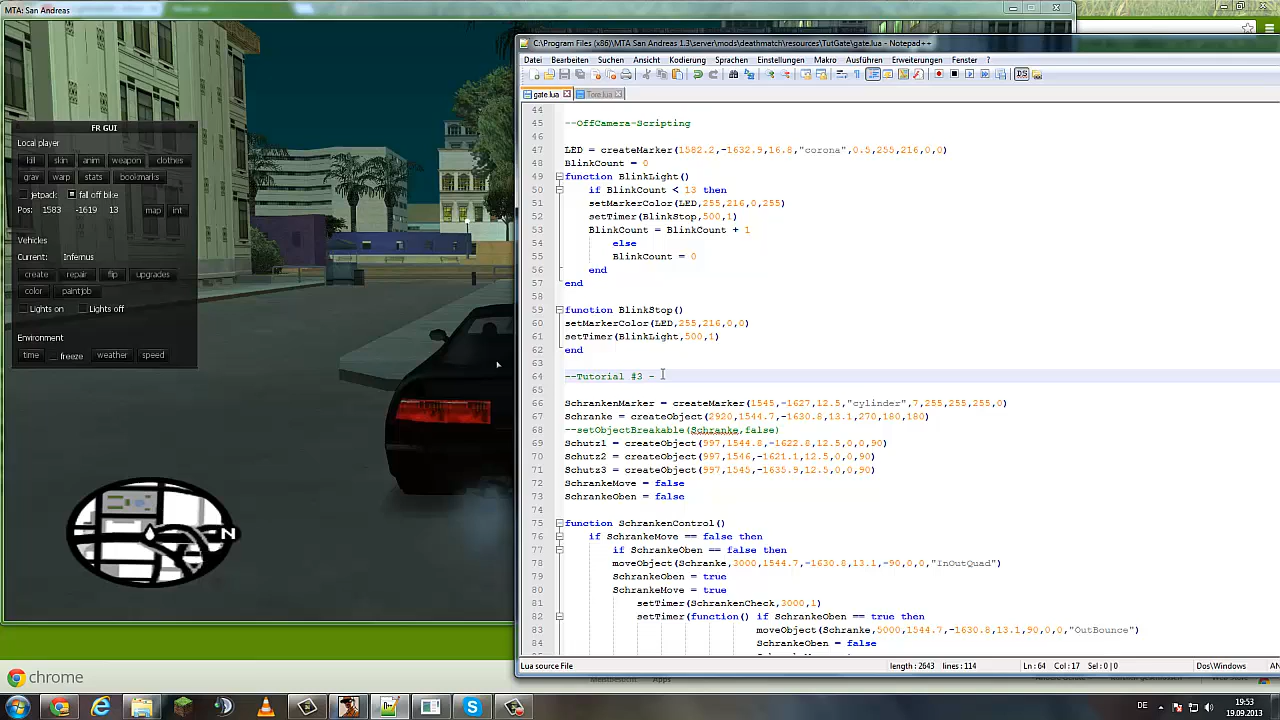 MTA: San Andreas
FR GUI
Local player
kill skin anim weapon clothes
grav warp stats bookmarks
jetpack fall off bike
Pos: 1583 -1619 13 map int
Vehicles
Current: Infernus
create repair flip upgrades
color paintjob
Lights on Lights off
Environment
time freeze weather speed
N
C:\Program Files (x86)\MTA San Andreas 1.3\server\mods\deathmatch\resources\TutGate\gate.lua - Notepad++
Datei Bearbeiten Suchen Ansicht Kodierung Sprachen Einstellungen Makro Ausführen Erweiterungen Fenster ?
gate.lua Tore.lua
44
45 --OffCamera-Scripting
46
47 LED = createMarker(1582.2,-1632.9,16.8,"corona",0.5,255,216,0,0)
48 BlinkCount = 0
49 function BlinkLight()
50 if BlinkCount < 13 then
51 setMarkerColor(LED,255,216,0,255)
52 setTimer(BlinkStop,500,1)
53 BlinkCount = BlinkCount + 1
54 else
55 BlinkCount = 0
56 end
57 end
58
59 function BlinkStop()
60 setMarkerColor(LED,255,216,0,0)
61 setTimer(BlinkLight,500,1)
62 end
63
64 --Tutorial #3 -
65
66 SchrankenMarker = createMarker(1545,-1627,12.5,"cylinder",7,255,255,255,0)
67 Schranke = createObject(2920,1544.7,-1630.8,13.1,270,180,180)
68 --setObjectBreakable(Schranke,false)
69 Schutz1 = createObject(997,1544.8,-1622.8,12.5,0,0,90)
70 Schutz2 = createObject(997,1546,-1621.1,12.5,0,0,90)
71 Schutz3 = createObject(997,1545,-1635.9,12.5,0,0,90)
72 SchrankeMove = false
73 SchrankeOben = false
74
75 function SchrankenControl()
76 if SchrankeMove == false then
77 if SchrankeOben == false then
78 moveObject(Schranke,3000,1544.7,-1630.8,13.1,-90,0,0,"InOutQuad")
79 SchrankeOben = true
80 SchrankeMove = true
81 setTimer(SchrankenCheck,3000,1)
82 setTimer(function() if SchrankeOben == true then
83 moveObject(Schranke,5000,1544.7,-1630.8,13.1,90,0,0,"OutBounce")
84 SchrankeOben = false
Lua source File length : 2643 lines : 114 Ln : 64 Col : 17 Sel : 0 | 0 Dos\Windows AN
chrome
Apps
DE 19:53
19.09.2013